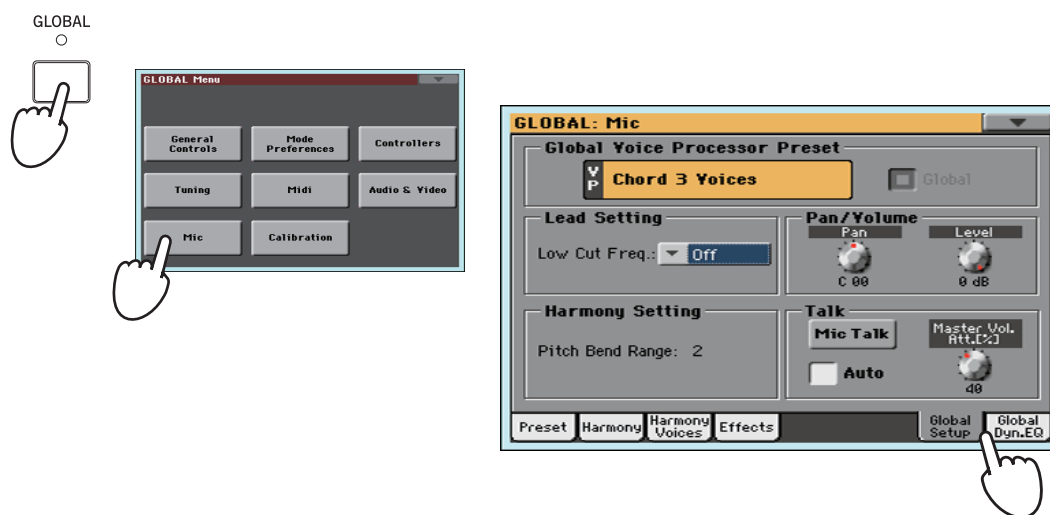 GLOBAL
GLOBAL Menu
General
Controls
Mode
Preferences
Controllers
Tuning
Midi
Audio & Video
Mic
Calibration
GLOBAL: Mic
Global Voice Processor Preset
VP
Chord 3 Voices
Global
Lead Setting
Low Cut Freq.: Off
Pan/Volume
Pan
C 00
Level
0 dB
Harmony Setting
Pitch Bend Range: 2
Talk
Mic Talk
Auto
Master Vol.
Att.[%]
40
Preset
Harmony
Harmony
Voices
Effects
Global
Setup
Global
Dyn.EQ